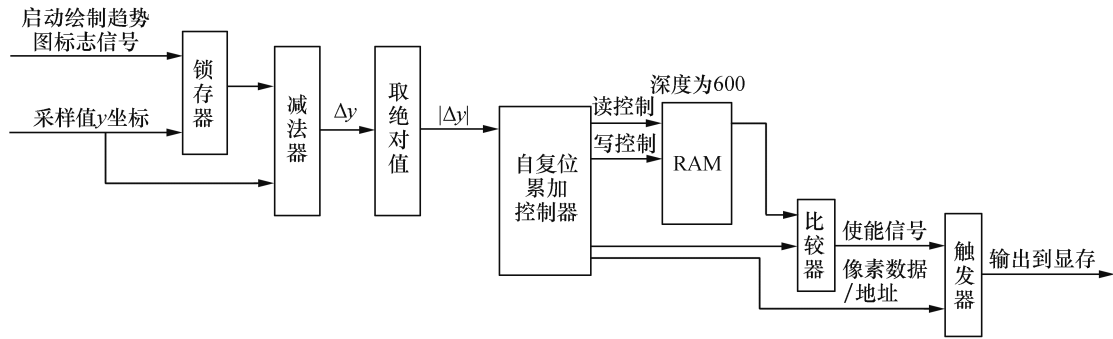 启动绘制趋势
图标志信号
采样值y坐标
锁存器
减法器
Δy
取绝对值
|Δy|
自复位
累加
控制器
深度为600
读控制
写控制
RAM
比较器
使能信号
像素数据
/地址
触发器
输出到显存